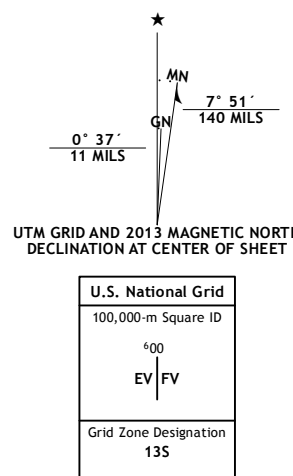 ★
MN
7° 51´
140 MILS
GN
0° 37´
11 MILS
UTM GRID AND 2013 MAGNETIC NORTH
DECLINATION AT CENTER OF SHEET
U.S. National Grid
100,000-m Square ID
⁶00
EV FV
Grid Zone Designation
13S